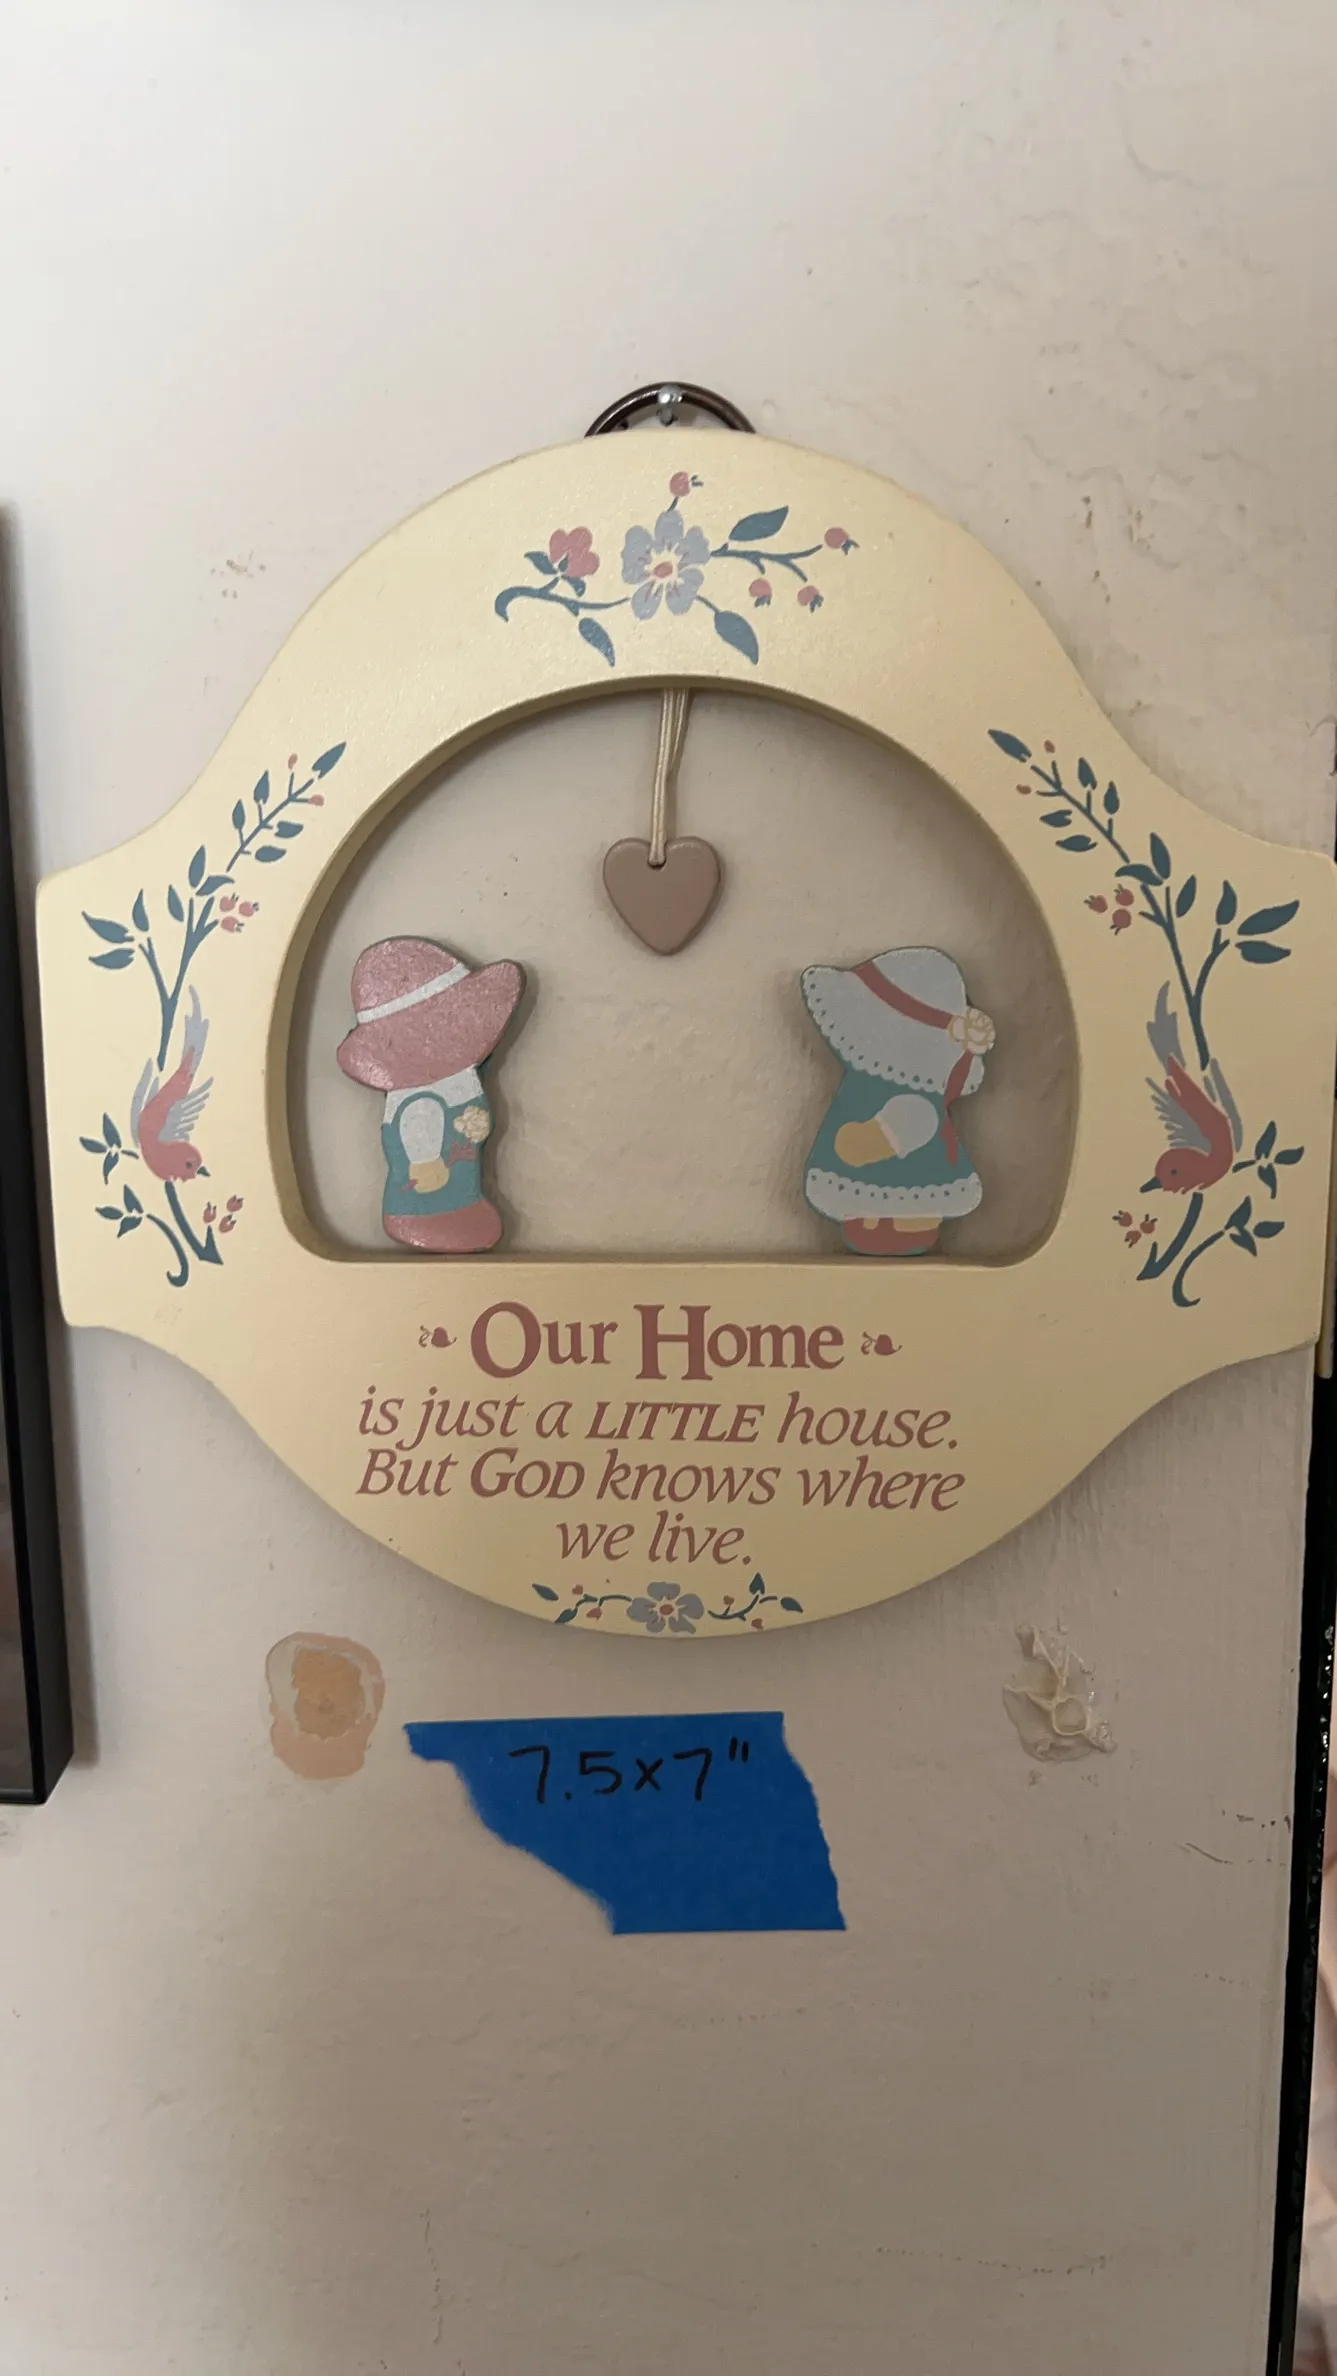 Our Home
is just a LITTLE house.
But GOD knows where
we live.
7.5x7"